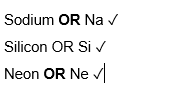 Sodium OR Na ✓
Silicon OR Si ✓
Neon OR Ne ✓